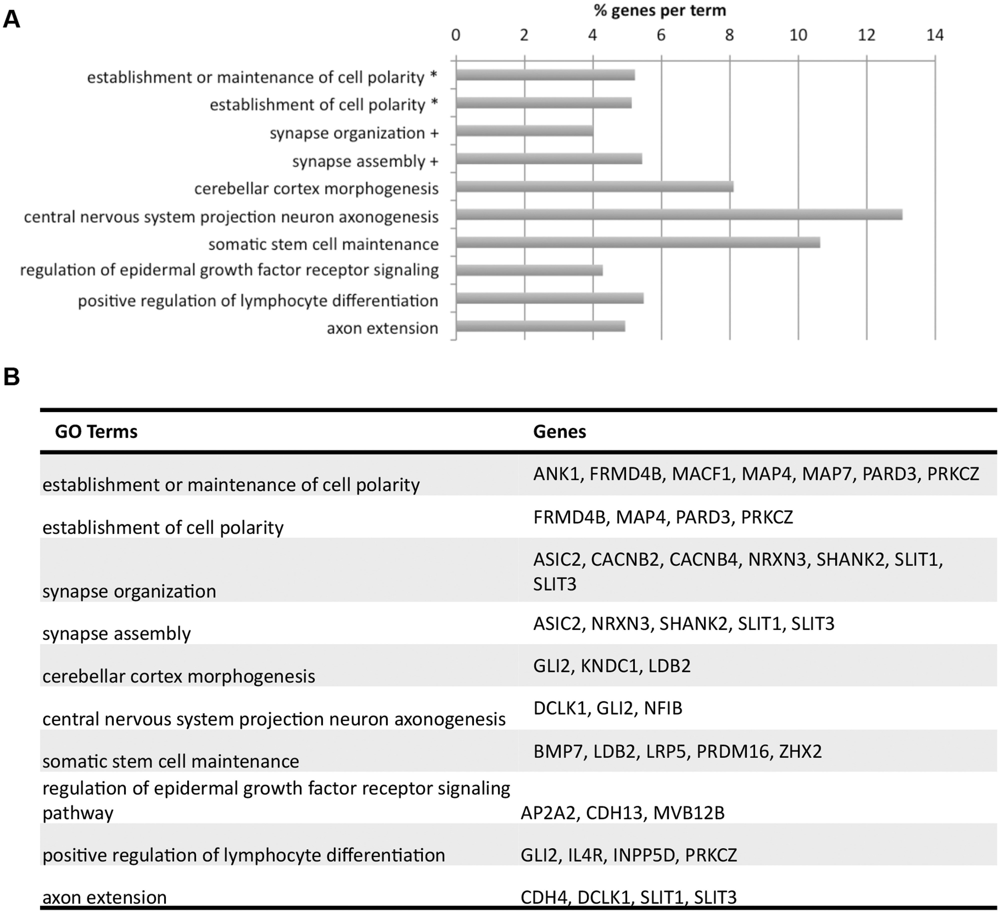 A
% genes per term
0 2 4 6 8 10 12 14
establishment or maintenance of cell polarity *
establishment of cell polarity *
synapse organization +
synapse assembly +
cerebellar cortex morphogenesis
central nervous system projection neuron axonogenesis
somatic stem cell maintenance
regulation of epidermal growth factor receptor signaling
positive regulation of lymphocyte differentiation
axon extension
B
GO Terms Genes
establishment or maintenance of cell polarity ANK1, FRMD4B, MACF1, MAP4, MAP7, PARD3, PRKCZ
establishment of cell polarity FRMD4B, MAP4, PARD3, PRKCZ
synapse organization ASIC2, CACNB2, CACNB4, NRXN3, SHANK2, SLIT1,
SLIT3
synapse assembly ASIC2, NRXN3, SHANK2, SLIT1, SLIT3
cerebellar cortex morphogenesis GLI2, KNDC1, LDB2
central nervous system projection neuron axonogenesis DCLK1, GLI2, NFIB
somatic stem cell maintenance BMP7, LDB2, LRP5, PRDM16, ZHX2
regulation of epidermal growth factor receptor signaling
pathway AP2A2, CDH13, MVB12B
positive regulation of lymphocyte differentiation GLI2, IL4R, INPP5D, PRKCZ
axon extension CDH4, DCLK1, SLIT1, SLIT3